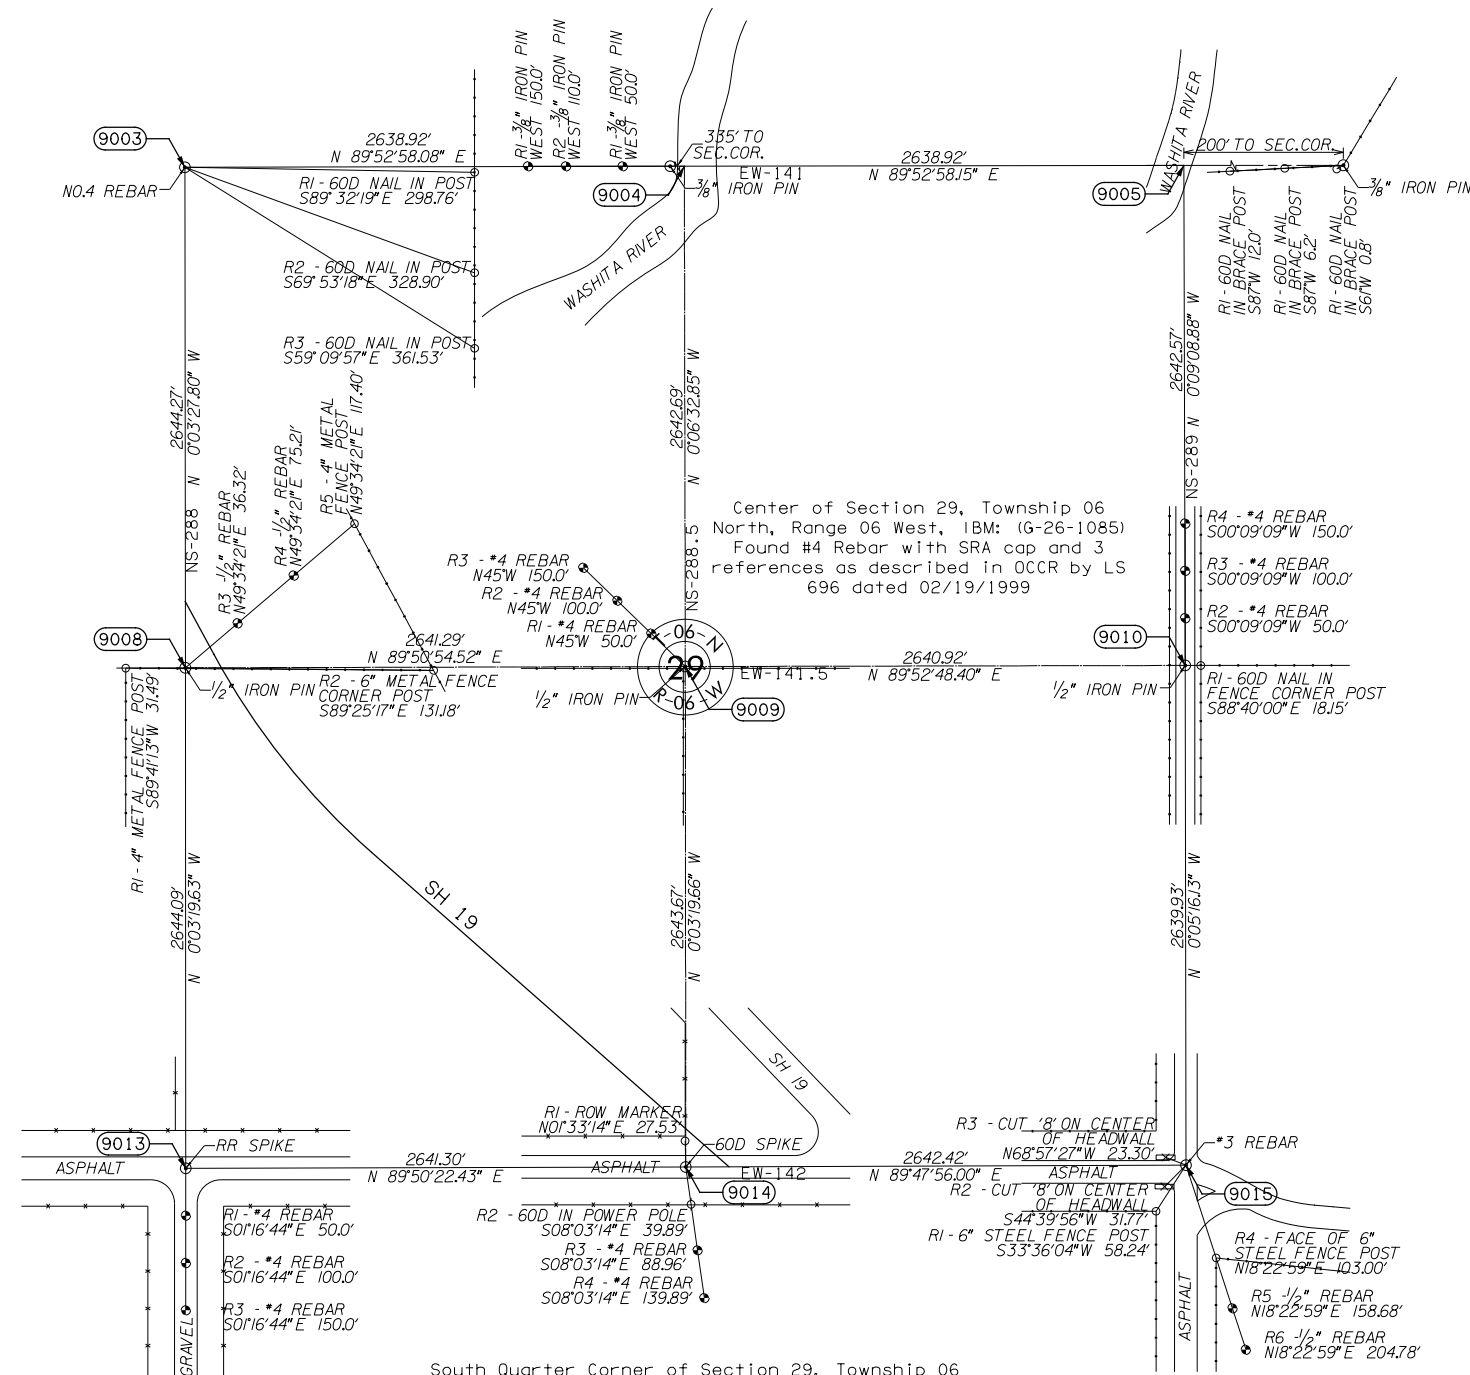 R1-3/8" IRON PIN
WEST 150.0'
R2 -3/8" IRON PIN
WEST 110.0'
R1-3/8" IRON PIN
WEST 50.0'
9003
2638.92'
N 89°52'58.08" E
NO.4 REBAR
R1-60D NAIL IN POST
S89°32'19"E 298.76'
335' TO
SEC.COR.
EW-141
3/8" IRON PIN
9004
2638.92'
N 89°52'58.15" E
WASHITA RIVER
200' TO SEC.COR.
9005
3/8" IRON PIN
R1-60D NAIL
IN BRACE POST
S87°W 12.0'
R1-60D NAIL
IN BRACE POST
S87°W 6.2'
R1-60D NAIL
IN BRACE POST
S61°W 0.8'
WASHITA RIVER
R2 - 60D NAIL IN POST
S69°53'18"E 328.90'
R3 - 60D NAIL IN POST
S59°09'57"E 361.53'
2644.27'
N 0°03'27.80" W
NS-288
2642.69'
N 0°06'32.85" W
NS-288.5
2642.57'
N 0°09'08.88" W
NS-289
R3 -1/2" REBAR
N49°34'21"E 36.32'
R4 -1/2" REBAR
N49°34'21"E 75.21'
R5 -4" METAL
FENCE POST
N49°34'21"E 117.40'
Center of Section 29, Township 06
North, Range 06 West, IBM: (G-26-1085)
Found #4 Rebar with SRA cap and 3
references as described in OCCR by LS
696 dated 02/19/1999
R3 - #4 REBAR
N45°W 150.0'
R2 - #4 REBAR
N45°W 100.0'
R1-#4 REBAR
N45°W 50.0'
R4 - #4 REBAR
S00°09'09"W 150.0'
R3 - #4 REBAR
S00°09'09"W 100.0'
R2 - #4 REBAR
S00°09'09"W 50.0'
9008
2641.29'
N 89°50'54.52" E
1/2" IRON PIN
R2 - 6" METAL FENCE
CORNER POST
S89°25'17"E 131.18'
R1-4" METAL FENCE POST
S89°41'13"W 31.49'
-06-N
29
R-06-W
1/2" IRON PIN
9009
EW-141.5
2640.92'
N 89°52'48.40" E
9010
1/2" IRON PIN
R1-60D NAIL IN
FENCE CORNER POST
S88°40'00"E 18.15'
SH 19
2644.09'
N 0°03'19.63" W
2643.67'
N 0°03'19.66" W
2639.93'
N 0°05'16.13" W
SH 19
9013
RR SPIKE
ASPHALT
2641.30'
N 89°50'22.43" E
R1-ROW MARKER
N01°33'14"E 27.53'
60D SPIKE
ASPHALT
EW-142
9014
2642.42'
N 89°47'56.00" E
R3 - CUT '8' ON CENTER
OF HEADWALL
N68°57'27"W 23.30'
ASPHALT
R2 - CUT '8' ON CENTER
OF HEADWALL
S44°39'56"W 31.77'
R1-6" STEEL FENCE POST
S33°36'04"W 58.24'
#3 REBAR
9015
R4 - FACE OF 6"
STEEL FENCE POST
N18°22'59"E 103.00'
R5 -1/2" REBAR
N18°22'59"E 158.68'
R6 -1/2" REBAR
N18°22'59"E 204.78'
ASPHALT
R1-#4 REBAR
S01°16'44"E 50.0'
R2 - #4 REBAR
S01°16'44"E 100.0'
R3 - #4 REBAR
S01°16'44"E 150.0'
GRAVEL
R2 - 60D IN POWER POLE
S08°03'14"E 39.89'
R3 - #4 REBAR
S08°03'14"E 88.96'
R4 - #4 REBAR
S08°03'14"E 139.89'
South Quarter Corner of Section 29, Township 06